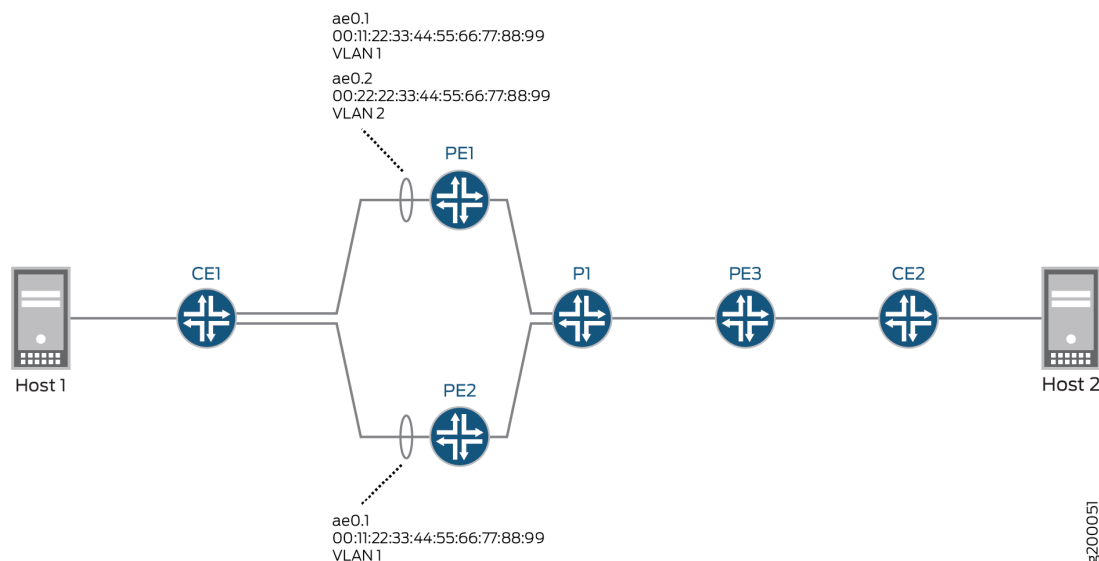 ae0.1
00:11:22:33:44:55:66:77:88:99
VLAN 1
ae0.2
00:22:22:33:44:55:66:77:88:99
VLAN 2
PE1
CE1
P1
PE3
CE2
Host 1
PE2
Host 2
ae0.1
00:11:22:33:44:55:66:77:88:99
VLAN 1
g200051